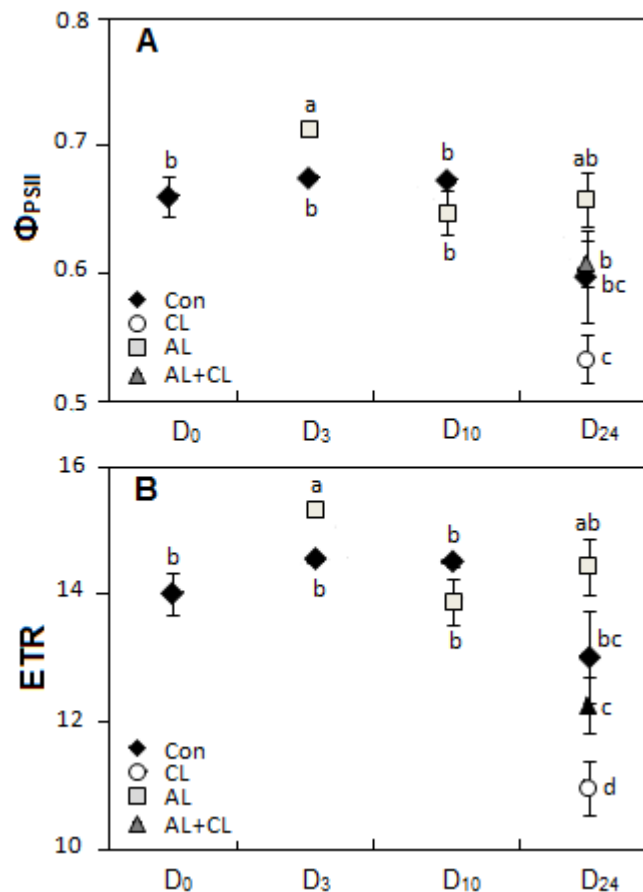 0.8
A
a
b
b
ab
0.7
b
b
ΦPSII
0.6
b
bc
Con
CL
AL
AL+CL
c
0.5
D0
D3
D10
D24
16
B
a
b
b
ab
14
b
b
bc
ETR
12
c
Con
CL
AL
AL+CL
d
10
D0
D3
D10
D24